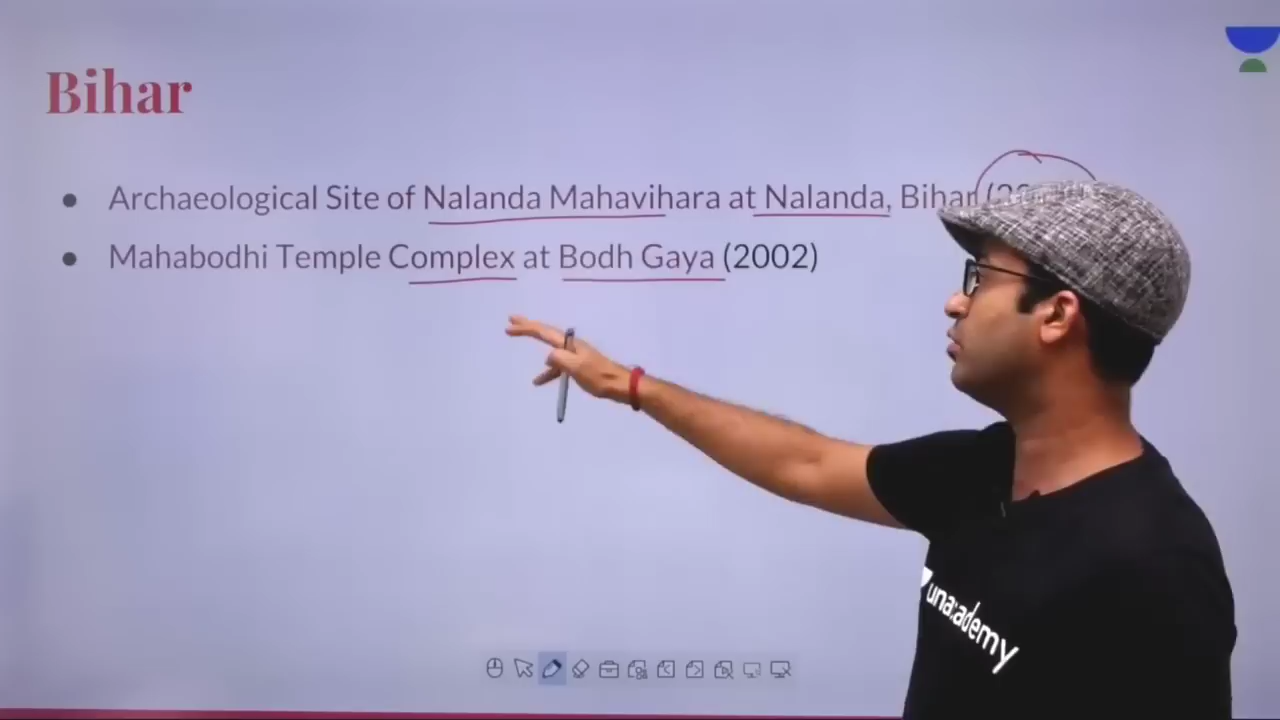 Bihar
● Archaeological Site of Nalanda Mahavihara at Nalanda, Bihar
● Mahabodhi Temple Complex at Bodh Gaya (2002)
unacademy